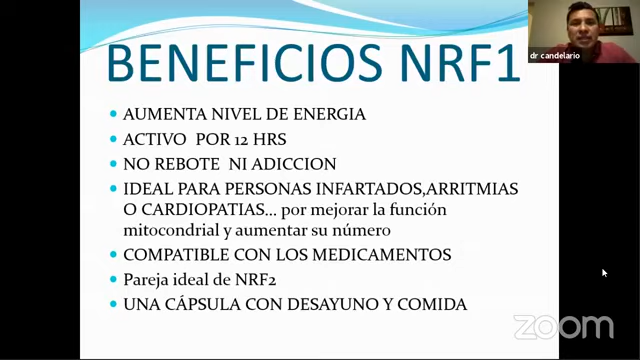 BENEFICIOS NRF1
dr candelario
AUMENTA NIVEL DE ENERGIA
ACTIVO POR 12 HRS
NO REBOTE NI ADICCION
IDEAL PARA PERSONAS INFARTADOS,ARRITMIAS
O CARDIOPATIAS... por mejorar la función
mitocondrial y aumentar su número
COMPATIBLE CON LOS MEDICAMENTOS
Pareja ideal de NRF2
UNA CÁPSULA CON DESAYUNO Y COMIDA
zoom